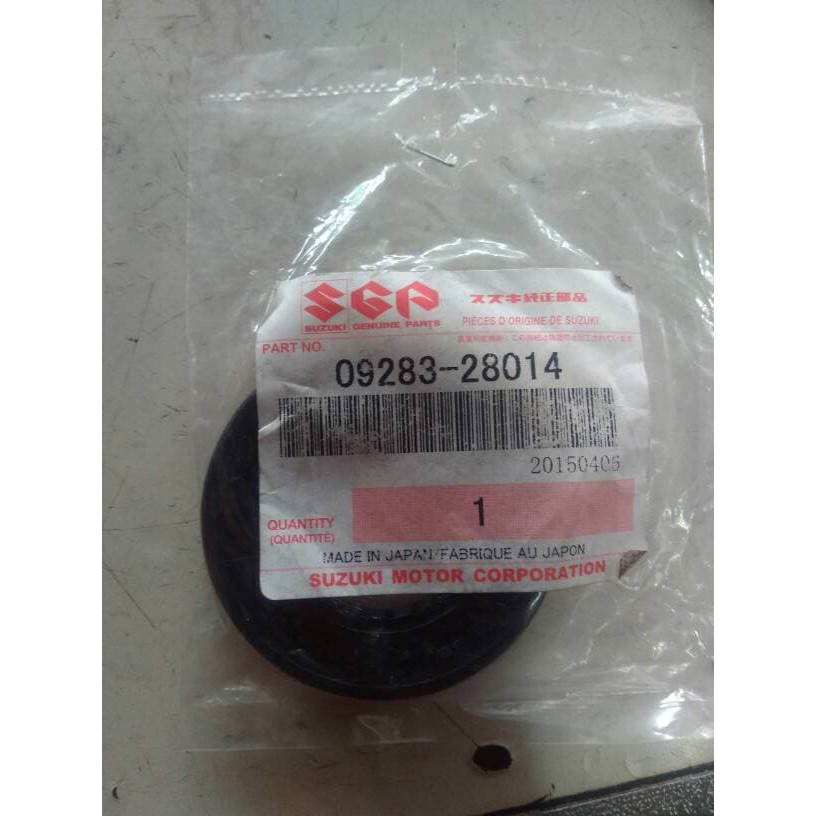 SGP
SUZUKI GENUINE PARTS
スズキ純正部品
PIÈCES D'ORIGINE DE SUZUKI
PART NO.
09283-28014
20150406
QUANTITY
(QUANTITÉ)
1
MADE IN JAPAN/FABRIQUE AU JAPON
SUZUKI MOTOR CORPORATION